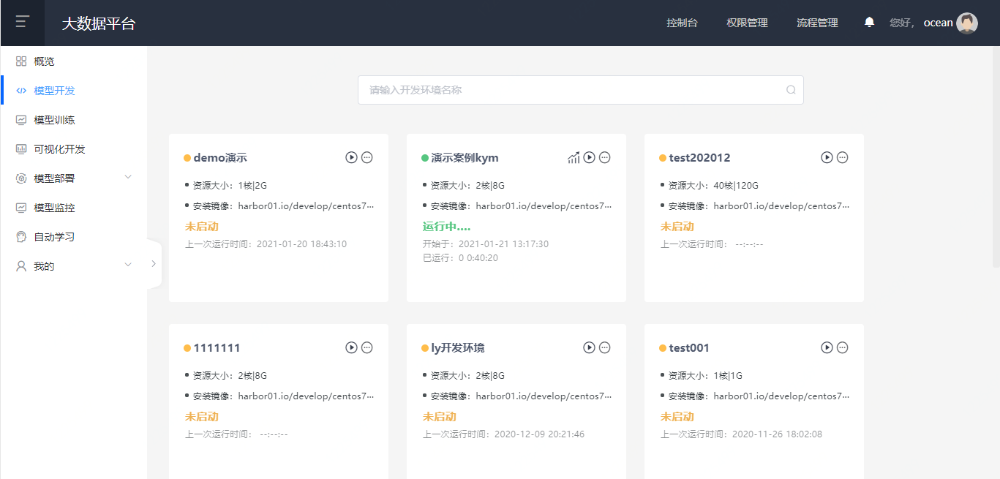 大数据平台
控制台 权限管理 流程管理 您好, ocean
概览
模型开发
模型训练
可视化开发
模型部署
模型监控
自动学习
我的
请输入开发环境名称
demo演示
资源大小: 1核|2G
安装镜像: harbor01.io/develop/centos7···
未启动
上一次运行时间: 2021-01-20 18:43:10
演示案例kym
资源大小: 2核|8G
安装镜像: harbor01.io/develop/centos7···
运行中....
开始于: 2021-01-21 13:17:30
已运行: 0 0:40:20
test202012
资源大小: 40核|120G
安装镜像: harbor01.io/develop/centos7···
未启动
上一次运行时间: --:--:--
1111111
资源大小: 2核|8G
安装镜像: harbor01.io/develop/centos7···
未启动
上一次运行时间: --:--:--
ly开发环境
资源大小: 2核|8G
安装镜像: harbor01.io/develop/centos7···
未启动
上一次运行时间: 2020-12-09 20:21:46
test001
资源大小: 1核|1G
安装镜像: harbor01.io/develop/centos7···
未启动
上一次运行时间: 2020-11-26 18:02:08